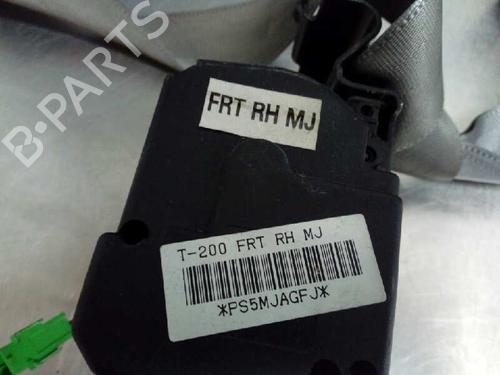 B-PARTS
FRT RH MJ
T-200 FRT RH MJ
*PS5MJAGFJ*